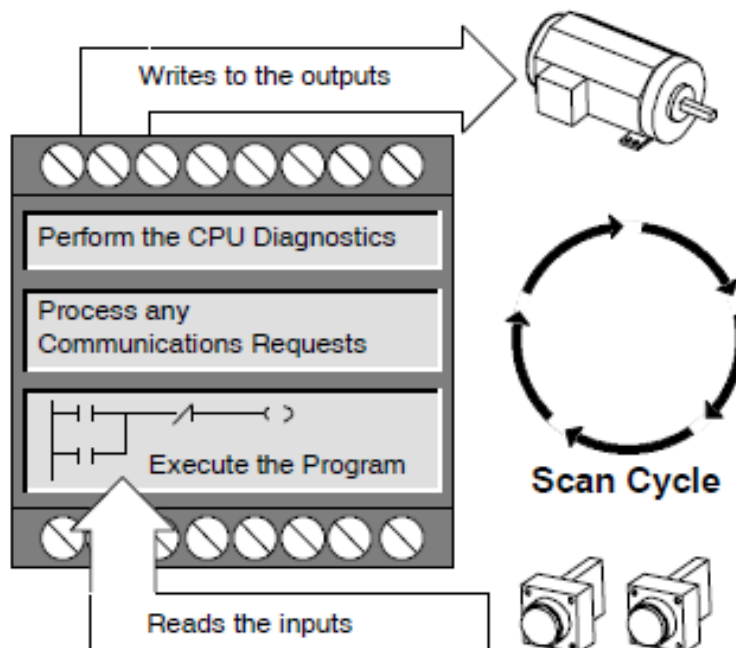 Writes to the outputs
Perform the CPU Diagnostics
Process any
Communications Requests
Execute the Program
Scan Cycle
Reads the inputs